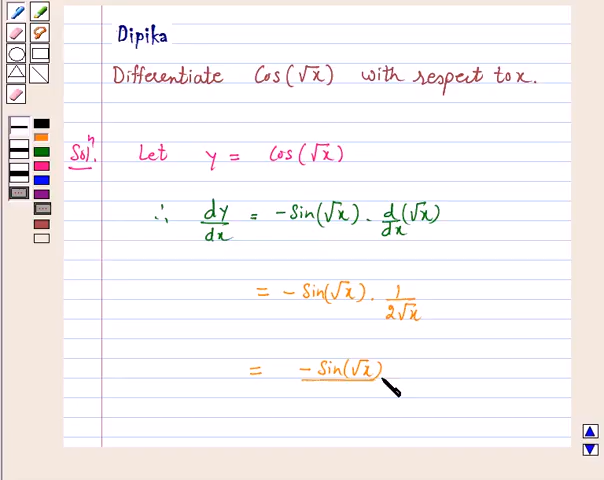 Dipika
Differentiate Cos(√x) with respect to x.
Solⁿ. Let y = Cos(√x)
∴ dy/dx = -Sin(√x) . d/dx (√x)
= - Sin(√x) . 1/2√x
= - Sin(√x)